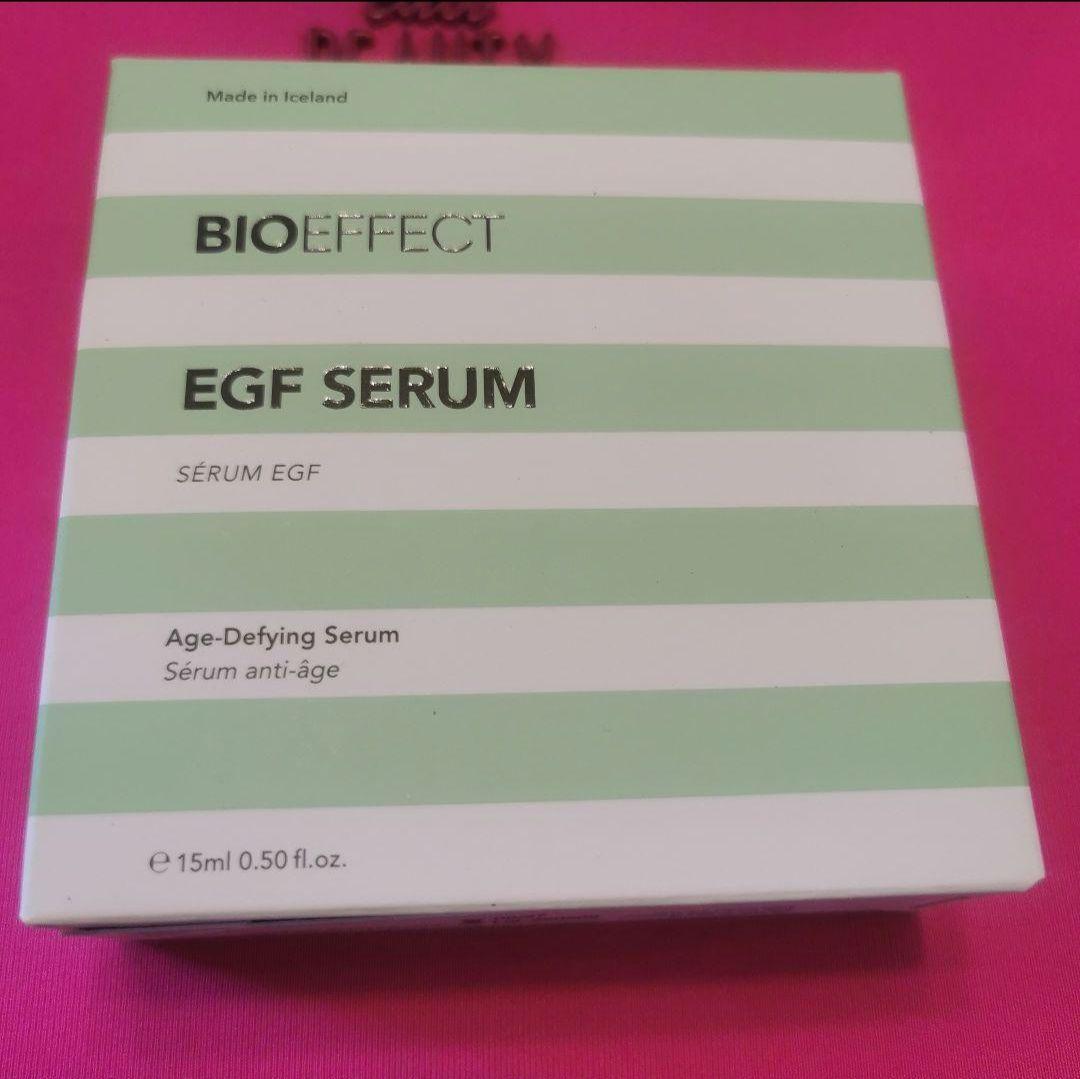 BEAUTY
Made in Iceland
BIOEFFECT
EGF SERUM
SÉRUM EGF
Age-Defying Serum
Sérum anti-âge
℮ 15ml 0.50 fl.oz.